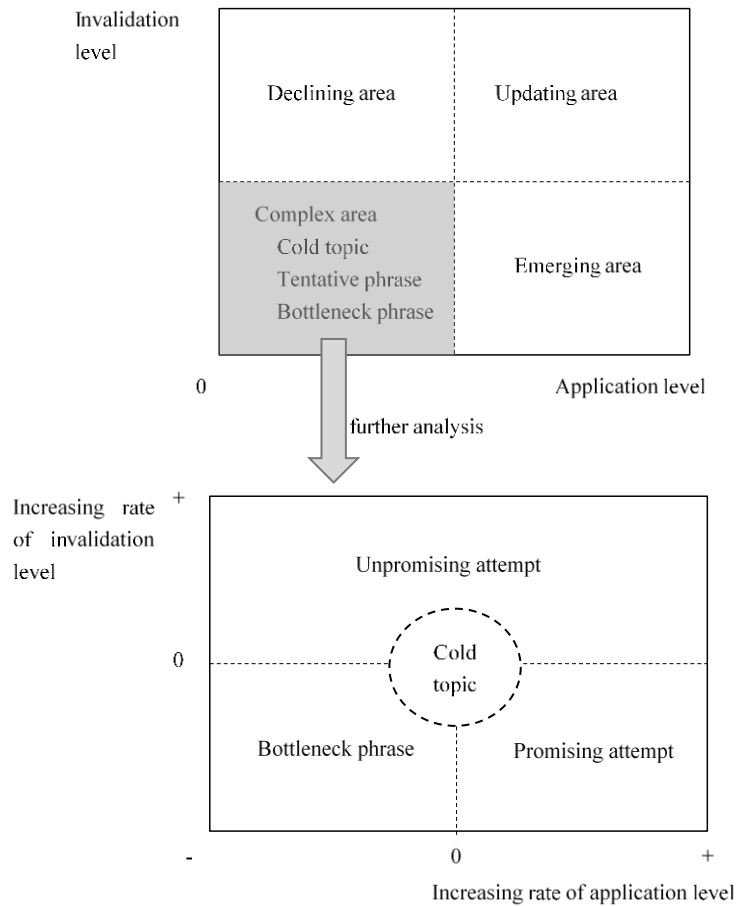 Invalidation
level
Declining area
Updating area
Complex area
Cold topic
Tentative phrase
Bottleneck phrase
Emerging area
0
Application level
further analysis
+
Increasing rate
of invalidation
level
Unpromising attempt
0
Cold
topic
Bottleneck phrase
Promising attempt
-
0
+
Increasing rate of application level